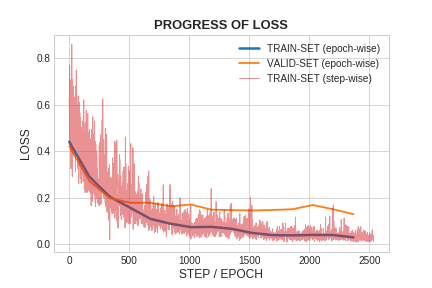 PROGRESS OF LOSS
TRAIN-SET (epoch-wise)
VALID-SET (epoch-wise)
TRAIN-SET (step-wise)
LOSS
0.8
0.6
0.4
0.2
0.0
0 500 1000 1500 2000 2500
STEP / EPOCH